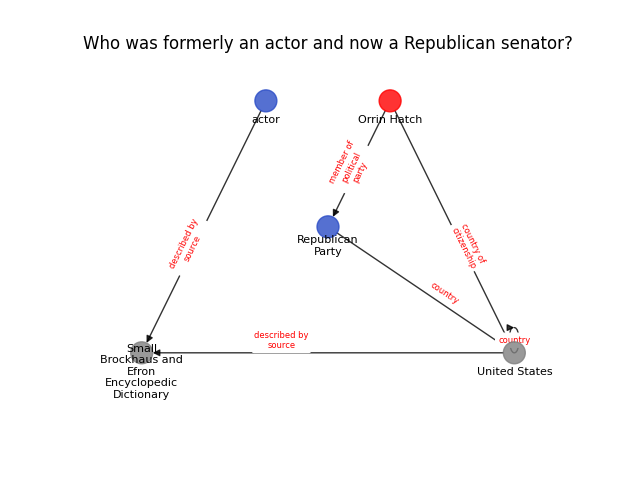 Who was formerly an actor and now a Republican senator?
actor
Orrin Hatch
member of
political
party
described by
source
country of
citizenship
Republican
Party
country
described by
source
country
Small
Brockhaus and
Efron
Encyclopedic
Dictionary
United States